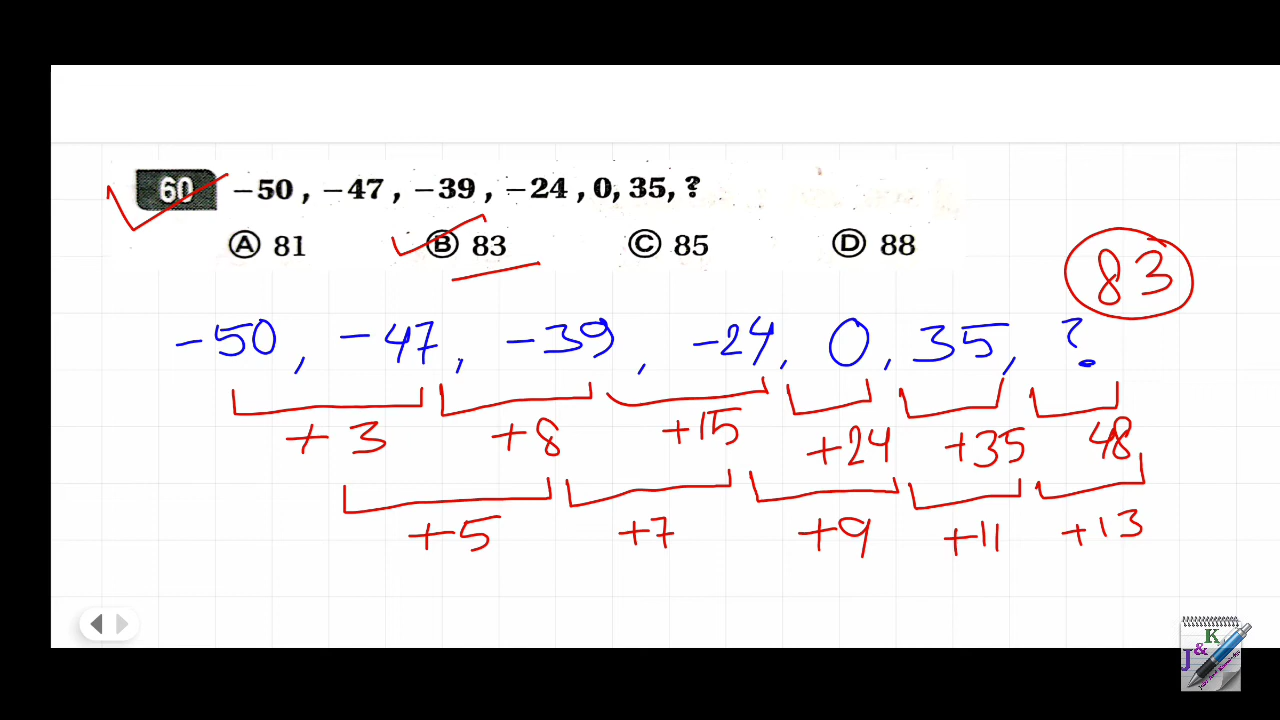 60 −50 , −47 , −39 , −24 , 0, 35, ?
Ⓐ 81 Ⓑ 83 Ⓒ 85 Ⓓ 88
83
-50, -47, -39, -24, 0, 35, ?
+3 +8 +15 +24 +35 48
+5 +7 +9 +11 +13
J & K